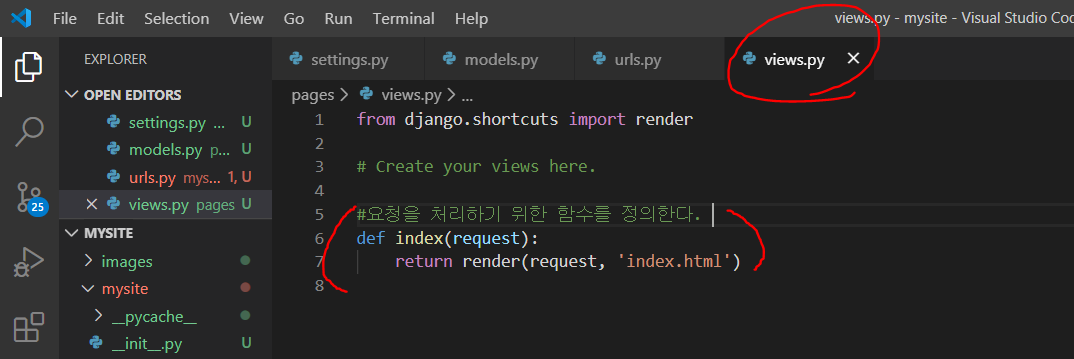 File Edit Selection View Go Run Terminal Help views.py - mysite - Visual Studio Cod
EXPLORER
settings.py models.py urls.py views.py
OPEN EDITORS
settings.py ... U
models.py p... U
urls.py mys... 1, U
views.py pages U
MYSITE
images
mysite
__pycache__
__init__.py U
25
pages > views.py > ...
1 from django.shortcuts import render
2
3 # Create your views here.
4
5 #요청을 처리하기 위한 함수를 정의한다.
6 def index(request):
7 return render(request, 'index.html')
8